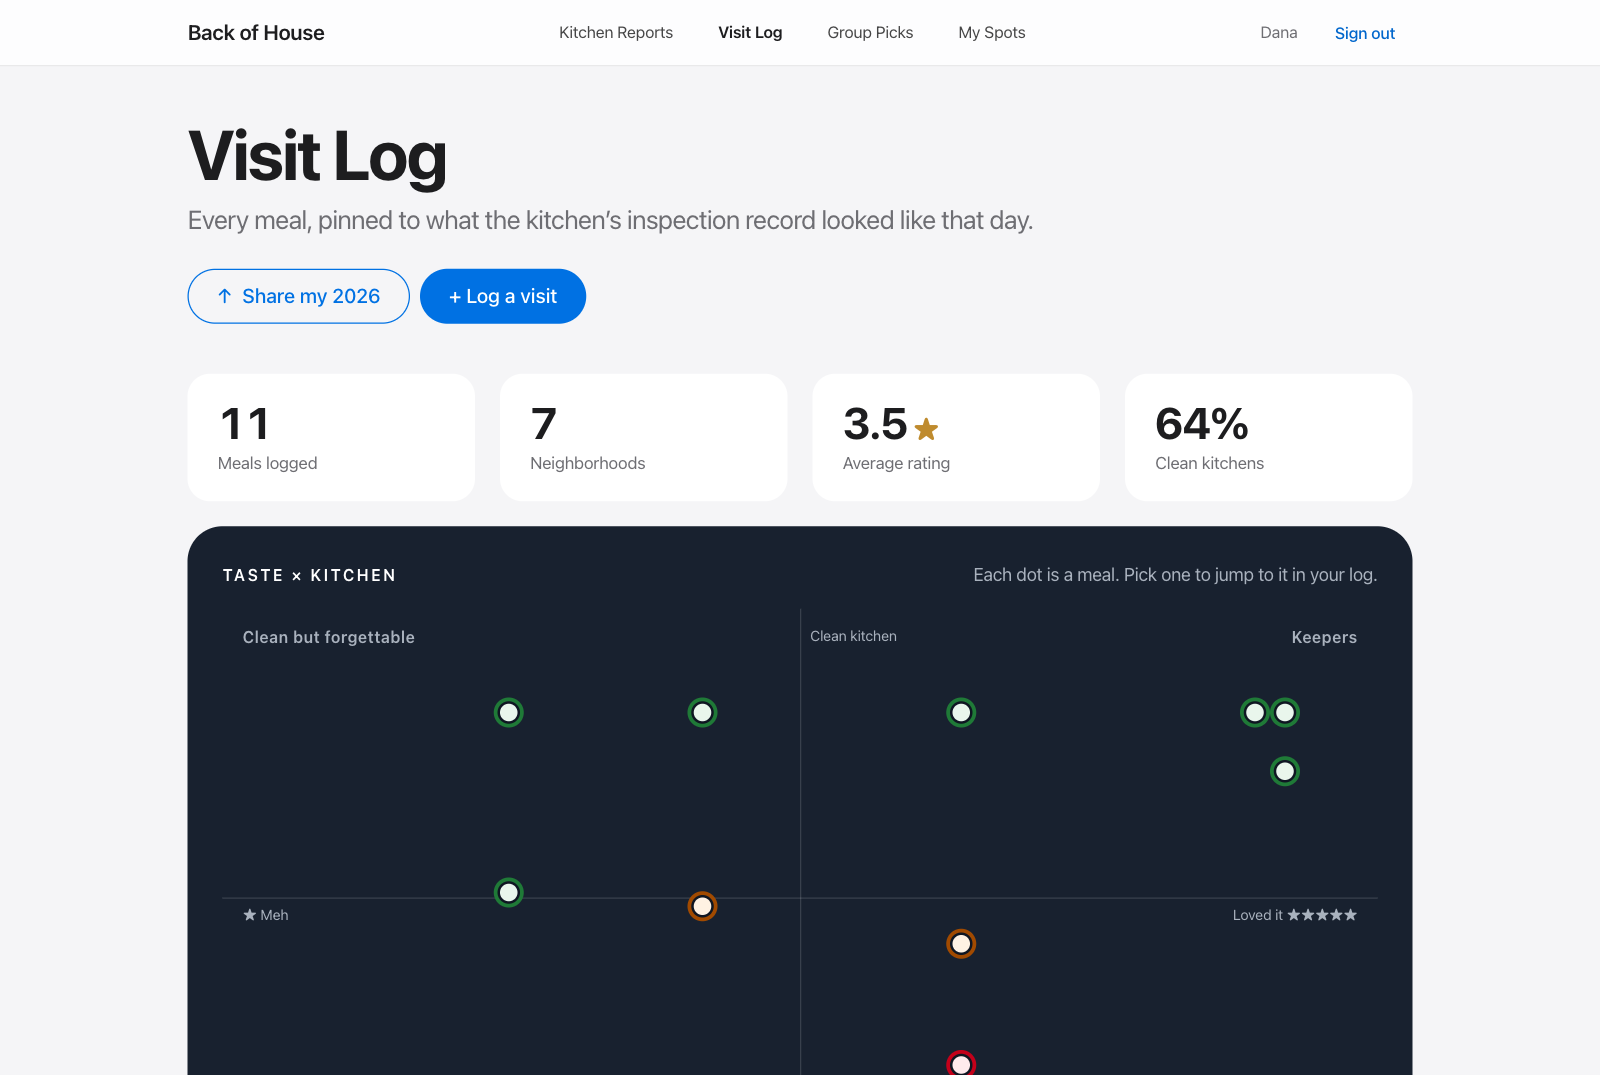 Back of House
Kitchen Reports
Visit Log
Group Picks
My Spots
Dana
Sign out
Visit Log
Every meal, pinned to what the kitchen’s inspection record looked like that day.
↑ Share my 2026
+ Log a visit
11
Meals logged
7
Neighborhoods
3.5 ★
Average rating
64%
Clean kitchens
TASTE × KITCHEN
Each dot is a meal. Pick one to jump to it in your log.
Clean but forgettable
Clean kitchen
Keepers
★ Meh
Loved it ★★★★★